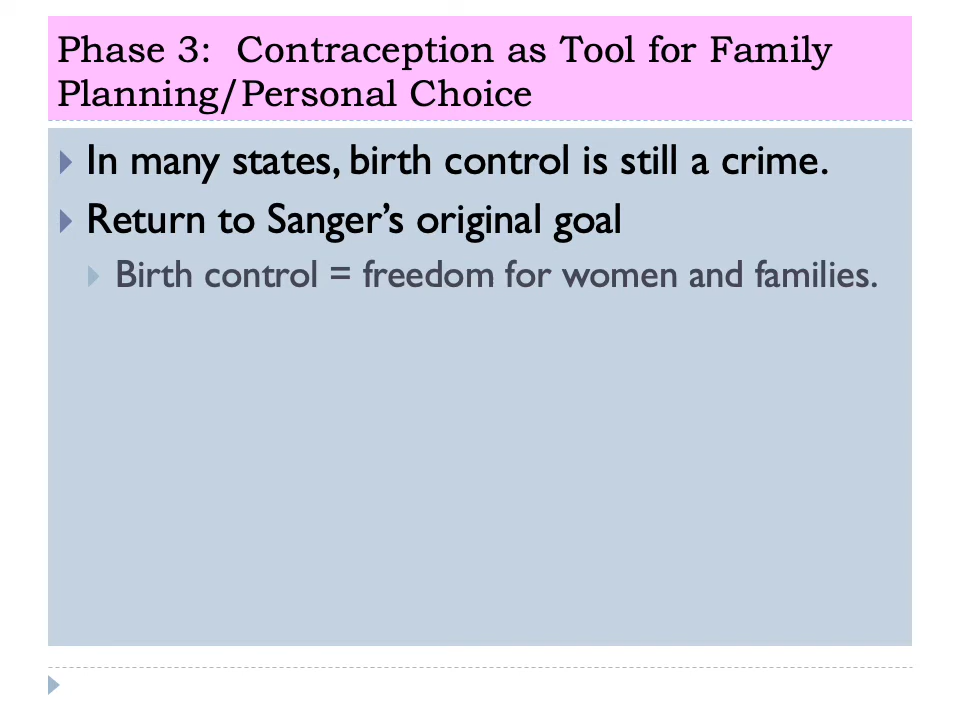 Phase 3:  Contraception as Tool for Family
Planning/Personal Choice
In many states, birth control is still a crime.
Return to Sanger’s original goal
Birth control = freedom for women and families.